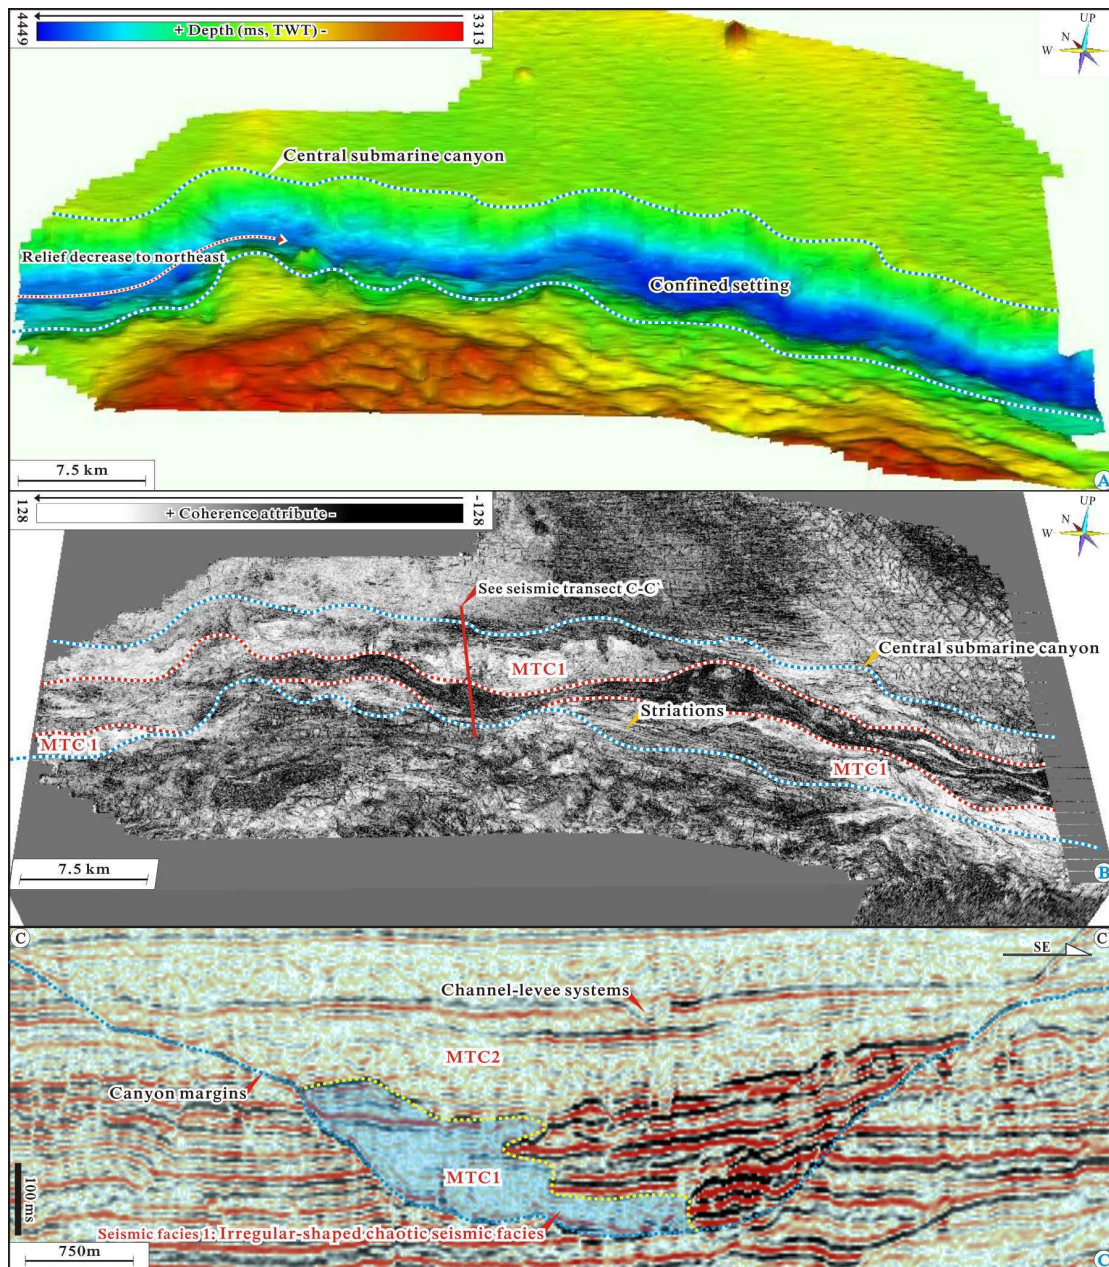 4449
+ Depth (ms, TWT) -
3313
UP
N
W
Central submarine canyon
Relief decrease to northeast
Confined setting
7.5 km
A
128
+ Coherence attribute -
-128
UP
N
W
See seismic transect C-C'
Central submarine canyon
MTC1
Striations
MTC 1
MTC1
7.5 km
B
C
C'
SE
Channel-levee systems
MTC2
Canyon margins
MTC1
100 ms
Seismic facies 1: Irregular-shaped chaotic seismic facies
750m
C